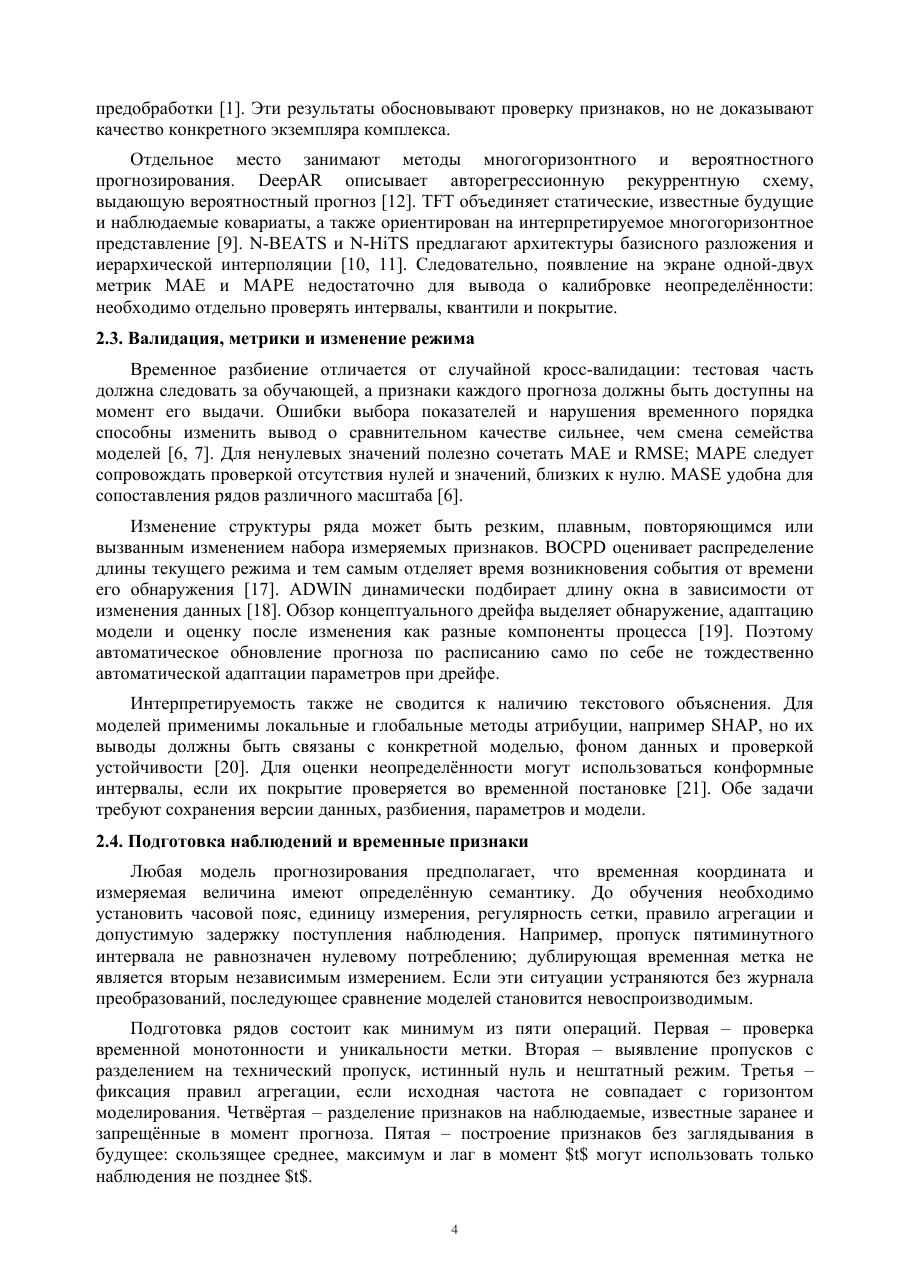 предобработки [1]. Эти результаты обосновывают проверку признаков, но не доказывают
качество конкретного экземпляра комплекса.
Отдельное место занимают методы многогоризонтного и вероятностного
прогнозирования. DeepAR описывает авторегрессионную рекуррентную схему,
выдающую вероятностный прогноз [12]. TFT объединяет статические, известные будущие
и наблюдаемые ковариаты, а также ориентирован на интерпретируемое многогоризонтное
представление [9]. N-BEATS и N-HiTS предлагают архитектуры базисного разложения и
иерархической интерполяции [10, 11]. Следовательно, появление на экране одной-двух
метрик MAE и MAPE недостаточно для вывода о калибровке неопределённости:
необходимо отдельно проверять интервалы, квантили и покрытие.
2.3. Валидация, метрики и изменение режима
Временное разбиение отличается от случайной кросс-валидации: тестовая часть
должна следовать за обучающей, а признаки каждого прогноза должны быть доступны на
момент его выдачи. Ошибки выбора показателей и нарушения временного порядка
способны изменить вывод о сравнительном качестве сильнее, чем смена семейства
моделей [6, 7]. Для ненулевых значений полезно сочетать MAE и RMSE; MAPE следует
сопровождать проверкой отсутствия нулей и значений, близких к нулю. MASE удобна для
сопоставления рядов различного масштаба [6].
Изменение структуры ряда может быть резким, плавным, повторяющимся или
вызванным изменением набора измеряемых признаков. BOCPD оценивает распределение
длины текущего режима и тем самым отделяет время возникновения события от времени
его обнаружения [17]. ADWIN динамически подбирает длину окна в зависимости от
изменения данных [18]. Обзор концептуального дрейфа выделяет обнаружение, адаптацию
модели и оценку после изменения как разные компоненты процесса [19]. Поэтому
автоматическое обновление прогноза по расписанию само по себе не тождественно
автоматической адаптации параметров при дрейфе.
Интерпретируемость также не сводится к наличию текстового объяснения. Для
моделей применимы локальные и глобальные методы атрибуции, например SHAP, но их
выводы должны быть связаны с конкретной моделью, фоном данных и проверкой
устойчивости [20]. Для оценки неопределённости могут использоваться конформные
интервалы, если их покрытие проверяется во временной постановке [21]. Обе задачи
требуют сохранения версии данных, разбиения, параметров и модели.
2.4. Подготовка наблюдений и временные признаки
Любая модель прогнозирования предполагает, что временная координата и
измеряемая величина имеют определённую семантику. До обучения необходимо
установить часовой пояс, единицу измерения, регулярность сетки, правило агрегации и
допустимую задержку поступления наблюдения. Например, пропуск пятиминутного
интервала не равнозначен нулевому потреблению; дублирующая временная метка не
является вторым независимым измерением. Если эти ситуации устраняются без журнала
преобразований, последующее сравнение моделей становится невоспроизводимым.
Подготовка рядов состоит как минимум из пяти операций. Первая – проверка
временной монотонности и уникальности метки. Вторая – выявление пропусков с
разделением на технический пропуск, истинный нуль и нештатный режим. Третья –
фиксация правил агрегации, если исходная частота не совпадает с горизонтом
моделирования. Четвёртая – разделение признаков на наблюдаемые, известные заранее и
запрещённые в момент прогноза. Пятая – построение признаков без заглядывания в
будущее: скользящее среднее, максимум и лаг в момент $t$ могут использовать только
наблюдения не позднее $t$.
4